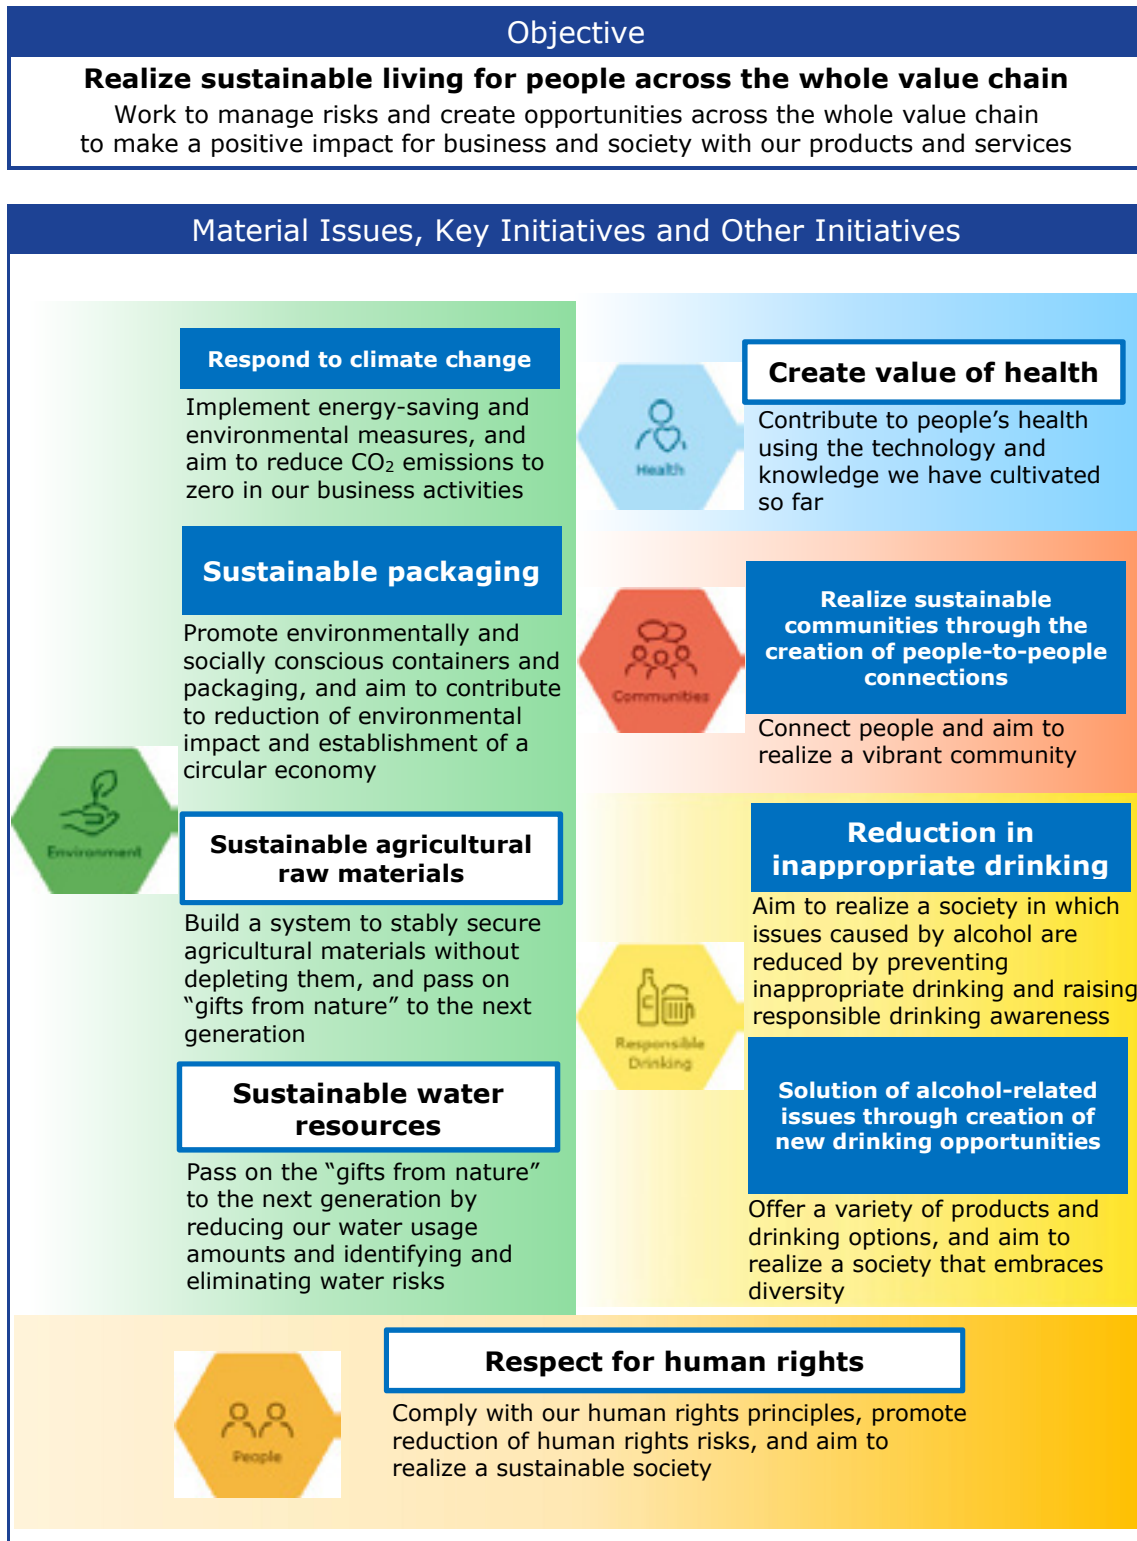 Objective
Realize sustainable living for people across the whole value chain
Work to manage risks and create opportunities across the whole value chain
to make a positive impact for business and society with our products and services
Material Issues, Key Initiatives and Other Initiatives
Environment
Respond to climate change
Implement energy-saving and
environmental measures, and
aim to reduce CO₂ emissions to
zero in our business activities
Sustainable packaging
Promote environmentally and
socially conscious containers and
packaging, and aim to contribute
to reduction of environmental
impact and establishment of a
circular economy
Sustainable agricultural
raw materials
Build a system to stably secure
agricultural materials without
depleting them, and pass on
“gifts from nature” to the next
generation
Sustainable water
resources
Pass on the “gifts from nature”
to the next generation by
reducing our water usage
amounts and identifying and
eliminating water risks
Health
Create value of health
Contribute to people’s health
using the technology and
knowledge we have cultivated
so far
Communities
Realize sustainable
communities through the
creation of people-to-people
connections
Connect people and aim to
realize a vibrant community
Responsible
Drinking
Reduction in
inappropriate drinking
Aim to realize a society in which
issues caused by alcohol are
reduced by preventing
inappropriate drinking and raising
responsible drinking awareness
Solution of alcohol-related
issues through creation of
new drinking opportunities
Offer a variety of products and
drinking options, and aim to
realize a society that embraces
diversity
People
Respect for human rights
Comply with our human rights principles, promote
reduction of human rights risks, and aim to
realize a sustainable society